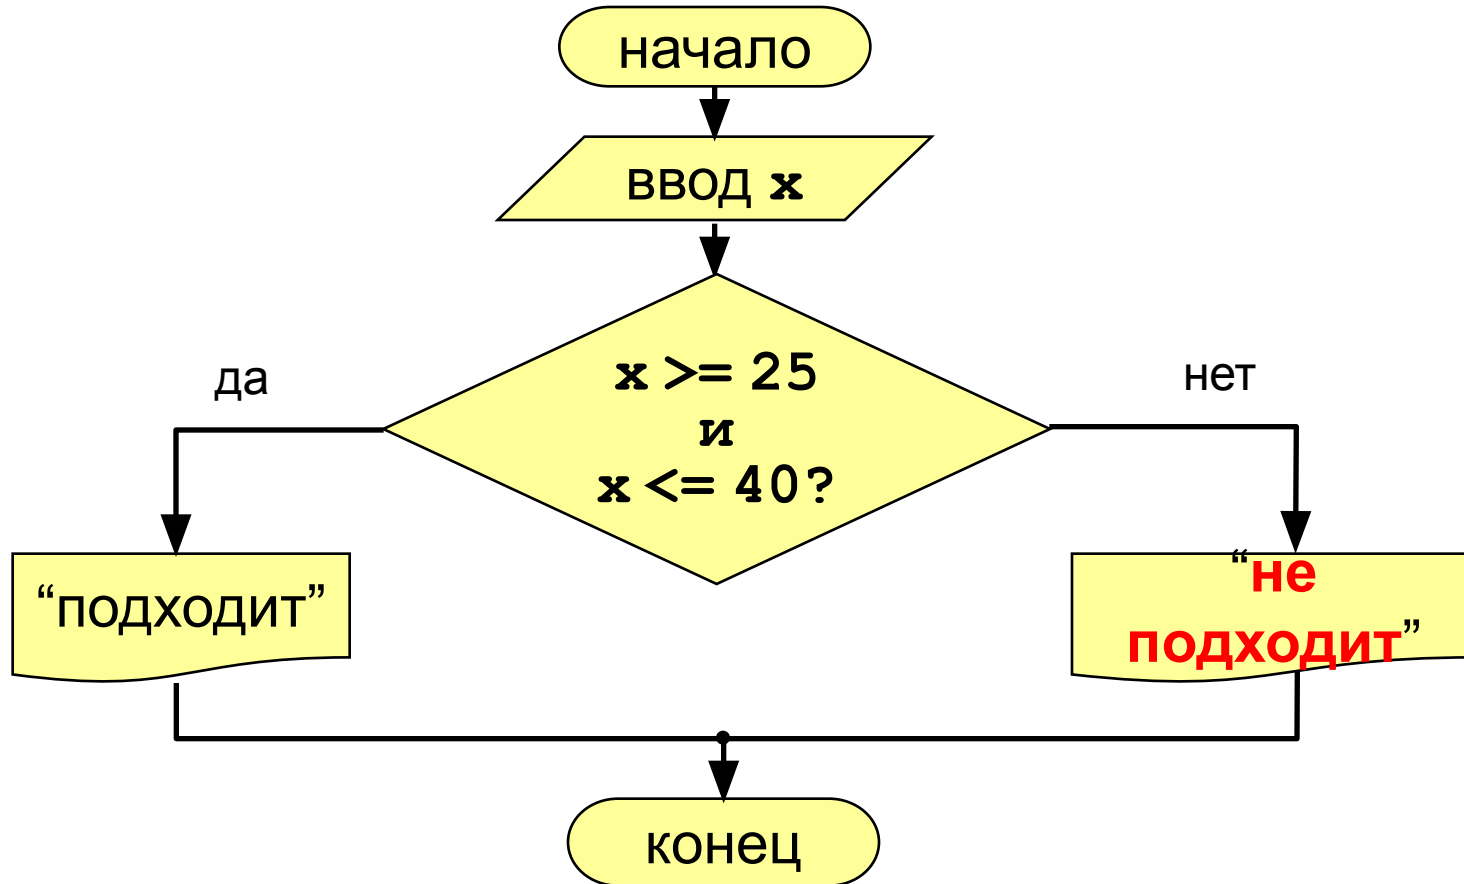 начало
ввод x
x >= 25
и
x <= 40?
да
нет
“подходит”
“не
подходит”
конец